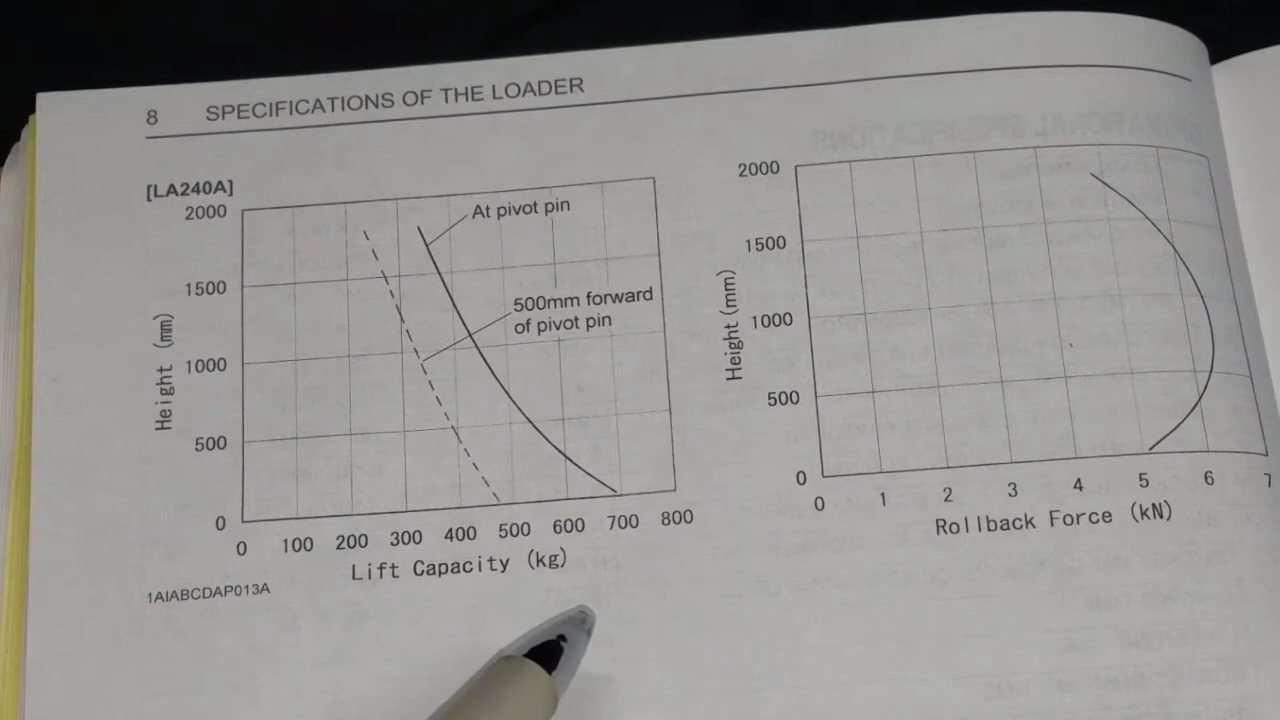 8 SPECIFICATIONS OF THE LOADER
[LA240A]
2000
1500
1000
500
0
Height (mm)
At pivot pin
500mm forward
of pivot pin
0 100 200 300 400 500 600 700 800
Lift Capacity (kg)
1AIABCDAP013A
2000
1500
1000
500
0
Height (mm)
0 1 2 3 4 5 6 7
Rollback Force (kN)